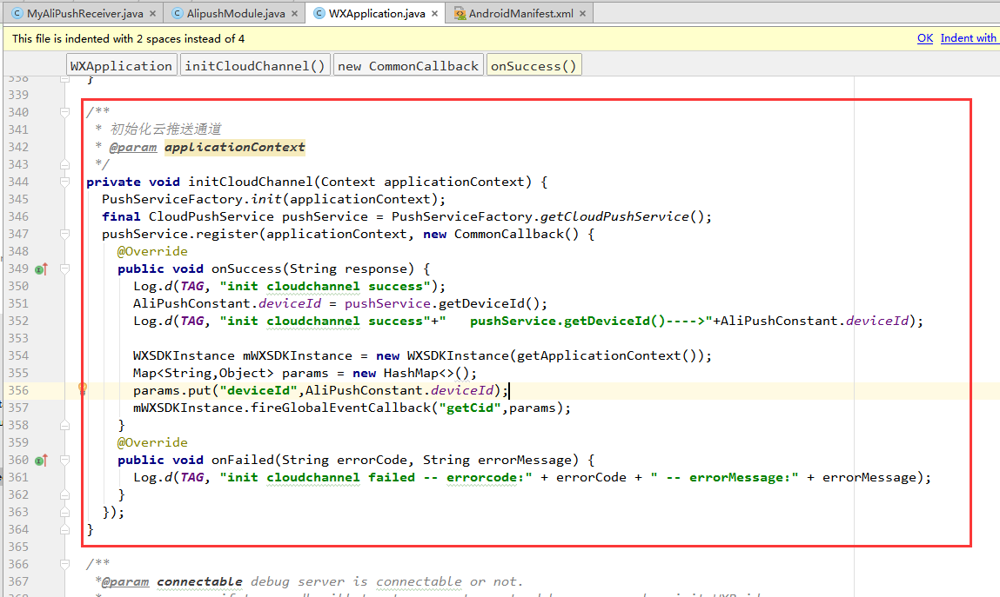 MyAliPushReceiver.java × AlipushModule.java × WXApplication.java × AndroidManifest.xml ×
This file is indented with 2 spaces instead of 4 OK Indent with
WXApplication initCloudChannel() new CommonCallback onSuccess()
338 }
339
340 /**
341 * 初始化云推送通道
342 * @param applicationContext
343 */
344 private void initCloudChannel(Context applicationContext) {
345 PushServiceFactory.init(applicationContext);
346 final CloudPushService pushService = PushServiceFactory.getCloudPushService();
347 pushService.register(applicationContext, new CommonCallback() {
348 @Override
349 public void onSuccess(String response) {
350 Log.d(TAG, "init cloudchannel success");
351 AliPushConstant.deviceId = pushService.getDeviceId();
352 Log.d(TAG, "init cloudchannel success"+"   pushService.getDeviceId()---->"+AliPushConstant.deviceId);
353
354 WXSDKInstance mWXSDKInstance = new WXSDKInstance(getApplicationContext());
355 Map<String,Object> params = new HashMap<>();
356 params.put("deviceId",AliPushConstant.deviceId);
357 mWXSDKInstance.fireGlobalEventCallback("getCid",params);
358 }
359 @Override
360 public void onFailed(String errorCode, String errorMessage) {
361 Log.d(TAG, "init cloudchannel failed -- errorcode:" + errorCode + " -- errorMessage:" + errorMessage);
362 }
363 });
364 }
365
366 /**
367 *@param connectable debug server is connectable or not.